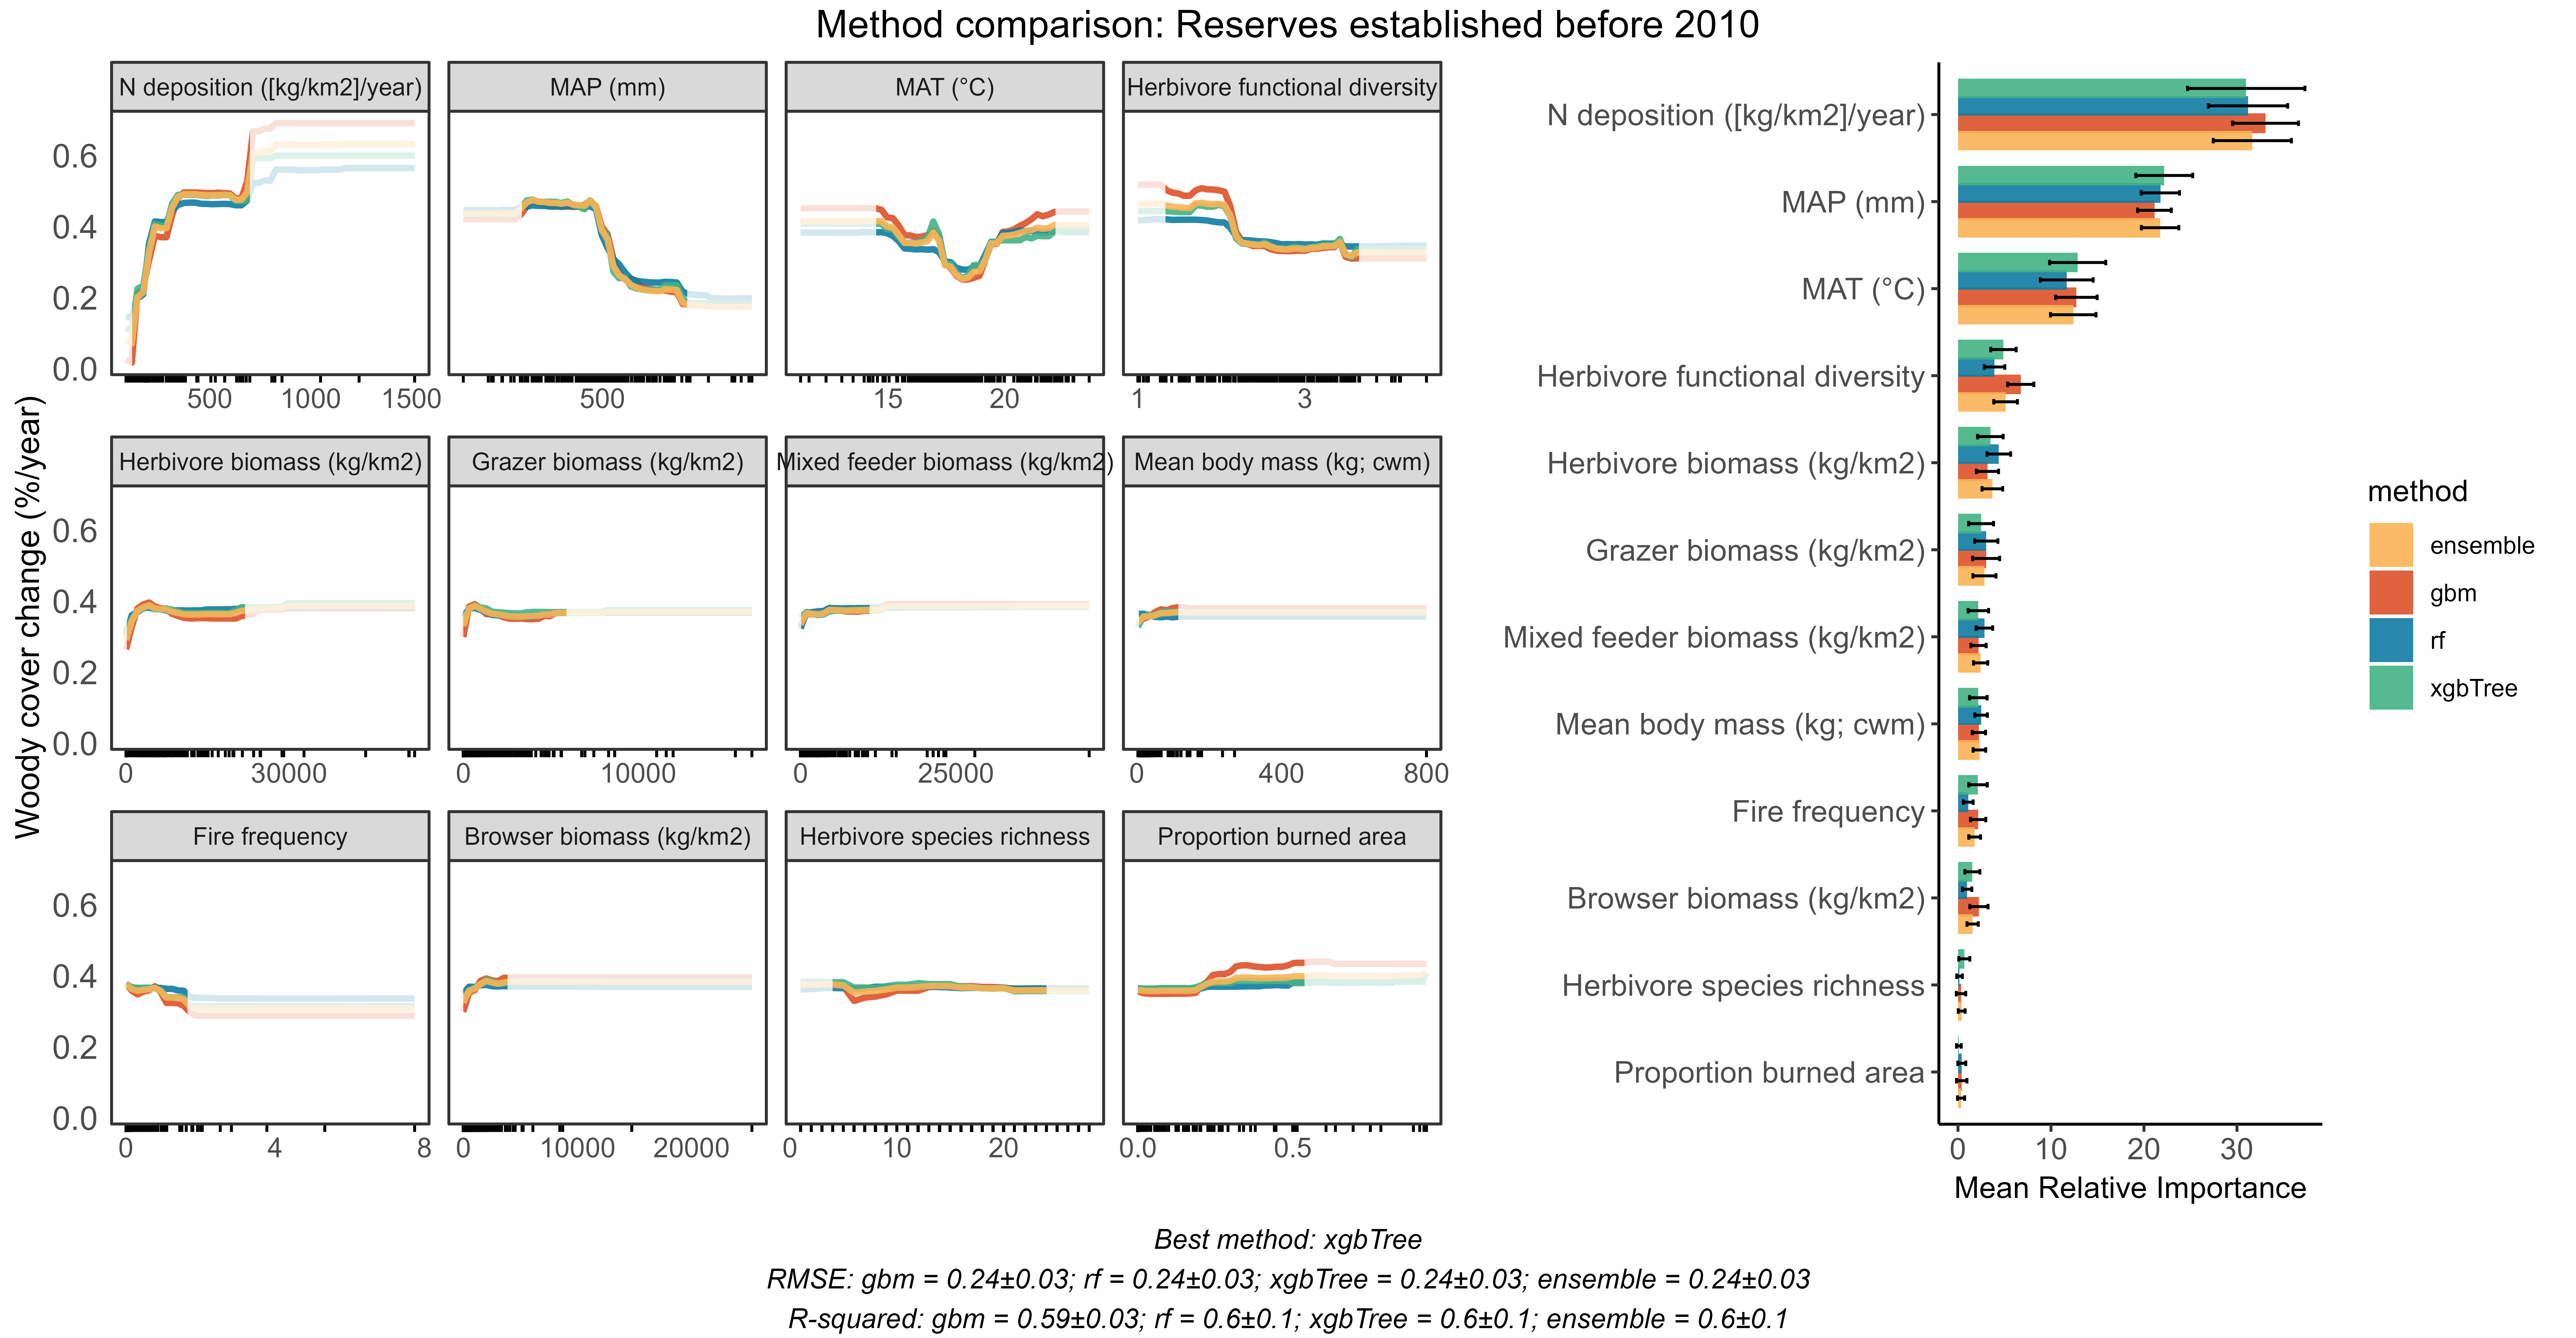 Method comparison: Reserves established before 2010
Woody cover change (%/year)
N deposition ([kg/km2]/year)
MAP (mm)
MAT (°C)
Herbivore functional diversity
0.6
0.4
0.2
0.0
500 1000 1500
500
15 20
1 3
Herbivore biomass (kg/km2)
Grazer biomass (kg/km2)
Mixed feeder biomass (kg/km2)
Mean body mass (kg; cwm)
0.6
0.4
0.2
0.0
0 30000
0 10000
0 25000
0 400 800
Fire frequency
Browser biomass (kg/km2)
Herbivore species richness
Proportion burned area
0.6
0.4
0.2
0.0
0 4 8
0 10000 20000
0 10 20
0.0 0.5
N deposition ([kg/km2]/year)
MAP (mm)
MAT (°C)
Herbivore functional diversity
Herbivore biomass (kg/km2)
Grazer biomass (kg/km2)
Mixed feeder biomass (kg/km2)
Mean body mass (kg; cwm)
Fire frequency
Browser biomass (kg/km2)
Herbivore species richness
Proportion burned area
0 10 20 30
Mean Relative Importance
method
ensemble
gbm
rf
xgbTree
Best method: xgbTree
RMSE: gbm = 0.24±0.03; rf = 0.24±0.03; xgbTree = 0.24±0.03; ensemble = 0.24±0.03
R-squared: gbm = 0.59±0.03; rf = 0.6±0.1; xgbTree = 0.6±0.1; ensemble = 0.6±0.1